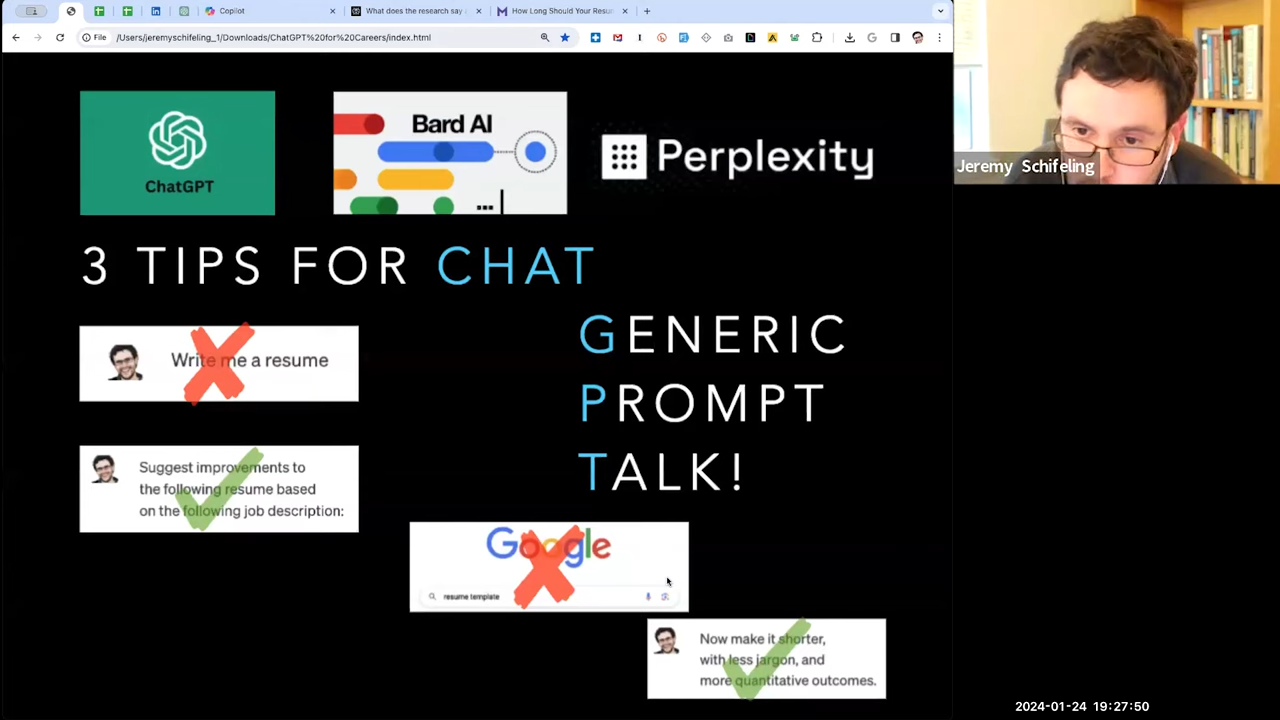 Copilot
What does the research say
How Long Should Your Resu
File
/Users/jeremyschifeling_1/Downloads/ChatGPT%20for%20Careers/index.html
ChatGPT
Bard AI
...
Perplexity
Jeremy Schifeling
3 TIPS FOR CHAT
GENERIC
PROMPT
TALK!
Write me a resume
Suggest improvements to
the following resume based
on the following job description:
Google
resume template
Now make it shorter,
with less jargon, and
more quantitative outcomes.
2024-01-24 19:27:50